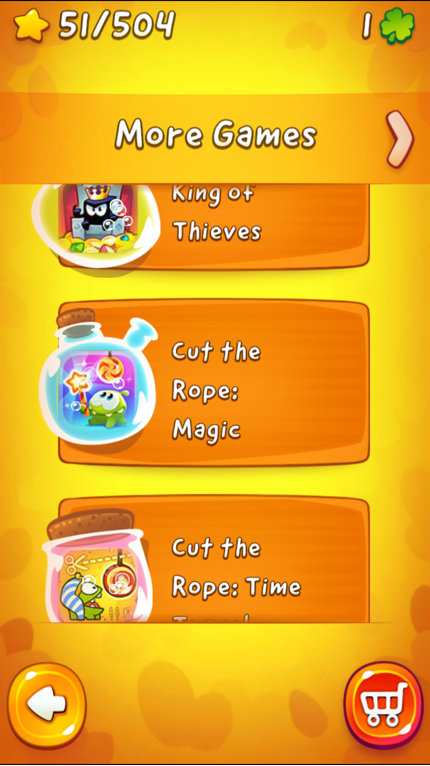 51/504
1
More Games
King of
Thieves
Cut the
Rope:
Magic
Cut the
Rope: Time